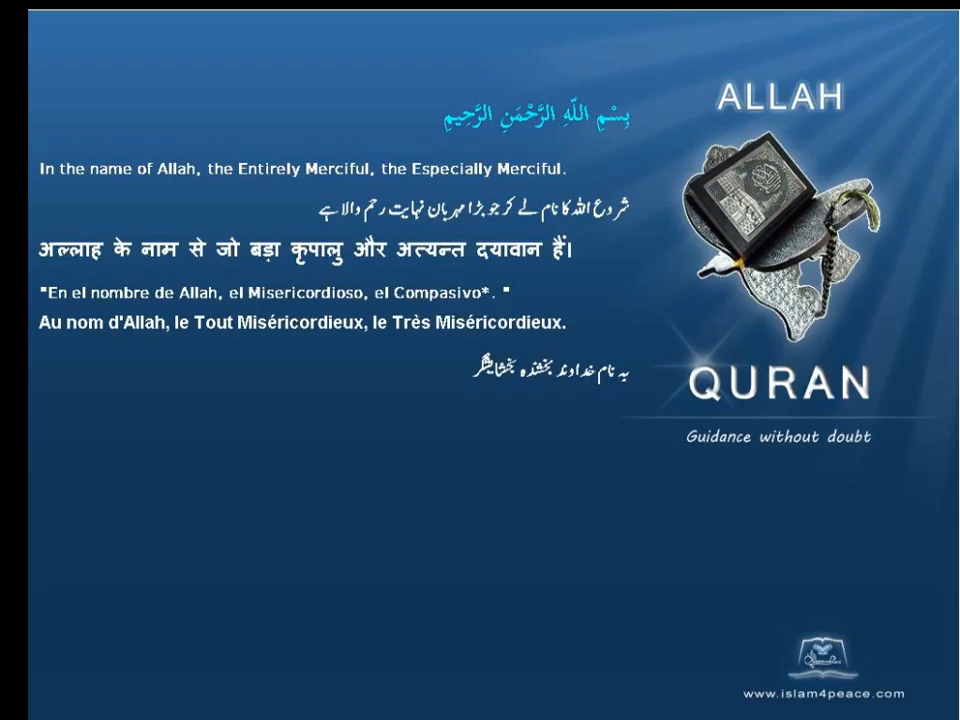 بِسْمِ اللَّهِ الرَّحْمَنِ الرَّحِيمِ
In the name of Allah, the Entirely Merciful, the Especially Merciful.
شروع اللہ کا نام لے کر جو بڑا مہربان نہایت رحم والا ہے
अल्लाह के नाम से जो बड़ा कृपालु और अत्यन्त दयावान हैं।
"En el nombre de Allah, el Misericordioso, el Compasivo*. "
Au nom d'Allah, le Tout Miséricordieux, le Très Miséricordieux.
به نام خداوند بخشنده بخشایشگر
ALLAH
QURAN
Guidance without doubt
www.islam4peace.com